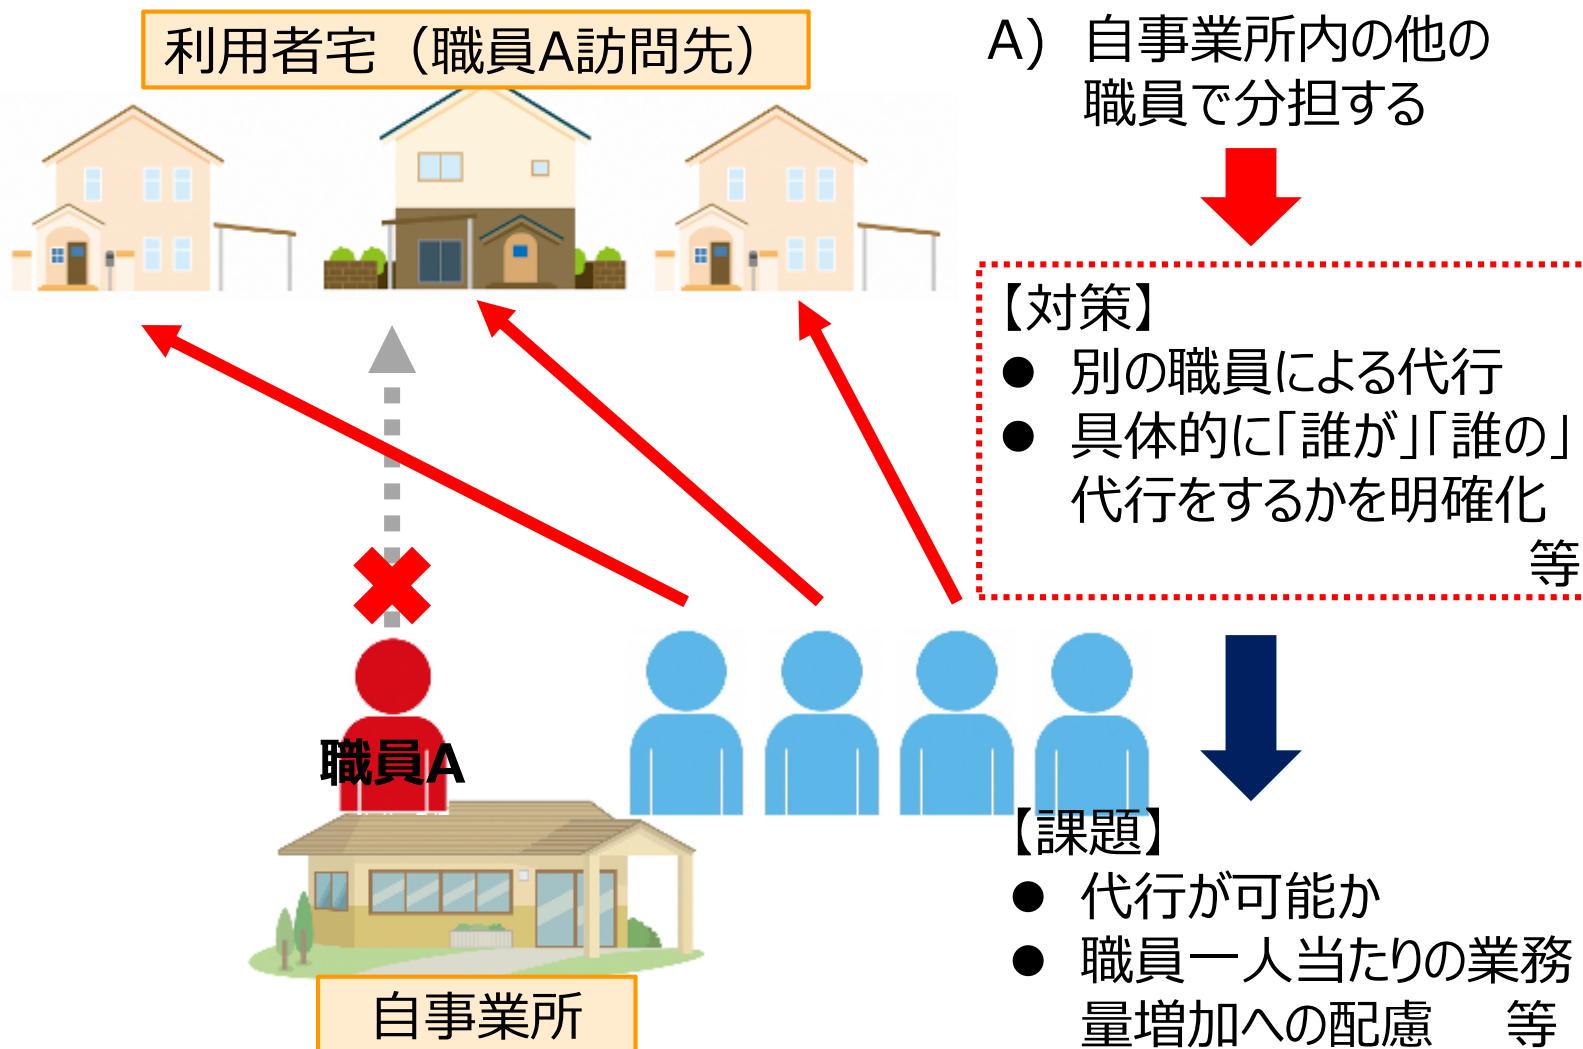 利用者宅（職員A訪問先）
A) 自事業所内の他の
職員で分担する
【対策】
● 別の職員による代行
● 具体的に「誰が」「誰の」
代行をするかを明確化
等
職員A
自事業所
【課題】
● 代行が可能か
● 職員一人当たりの業務
量増加への配慮 等